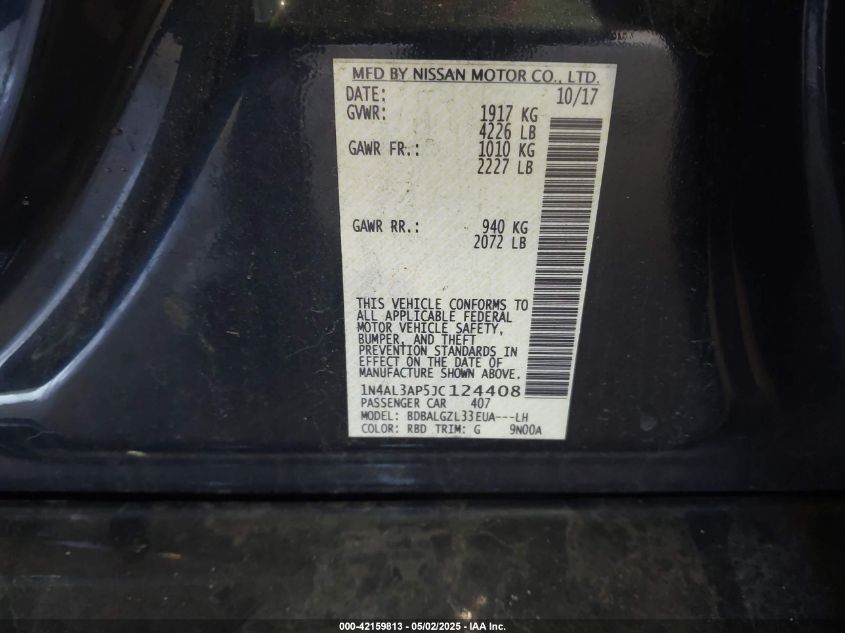 MFD BY NISSAN MOTOR CO., LTD.
DATE: 10/17
GVWR: 1917 KG
4226 LB
GAWR FR.: 1010 KG
2227 LB
GAWR RR.: 940 KG
2072 LB
THIS VEHICLE CONFORMS TO
ALL APPLICABLE FEDERAL
MOTOR VEHICLE SAFETY,
BUMPER, AND THEFT
PREVENTION STANDARDS IN
EFFECT ON THE DATE OF
MANUFACTURE SHOWN ABOVE.
1N4AL3AP5JC124408
PASSENGER CAR 407
MODEL: BDBALGZL33EUA---LH
COLOR: RBD TRIM: G 9N00A
000-42159813 - 05/02/2025 - IAA Inc.